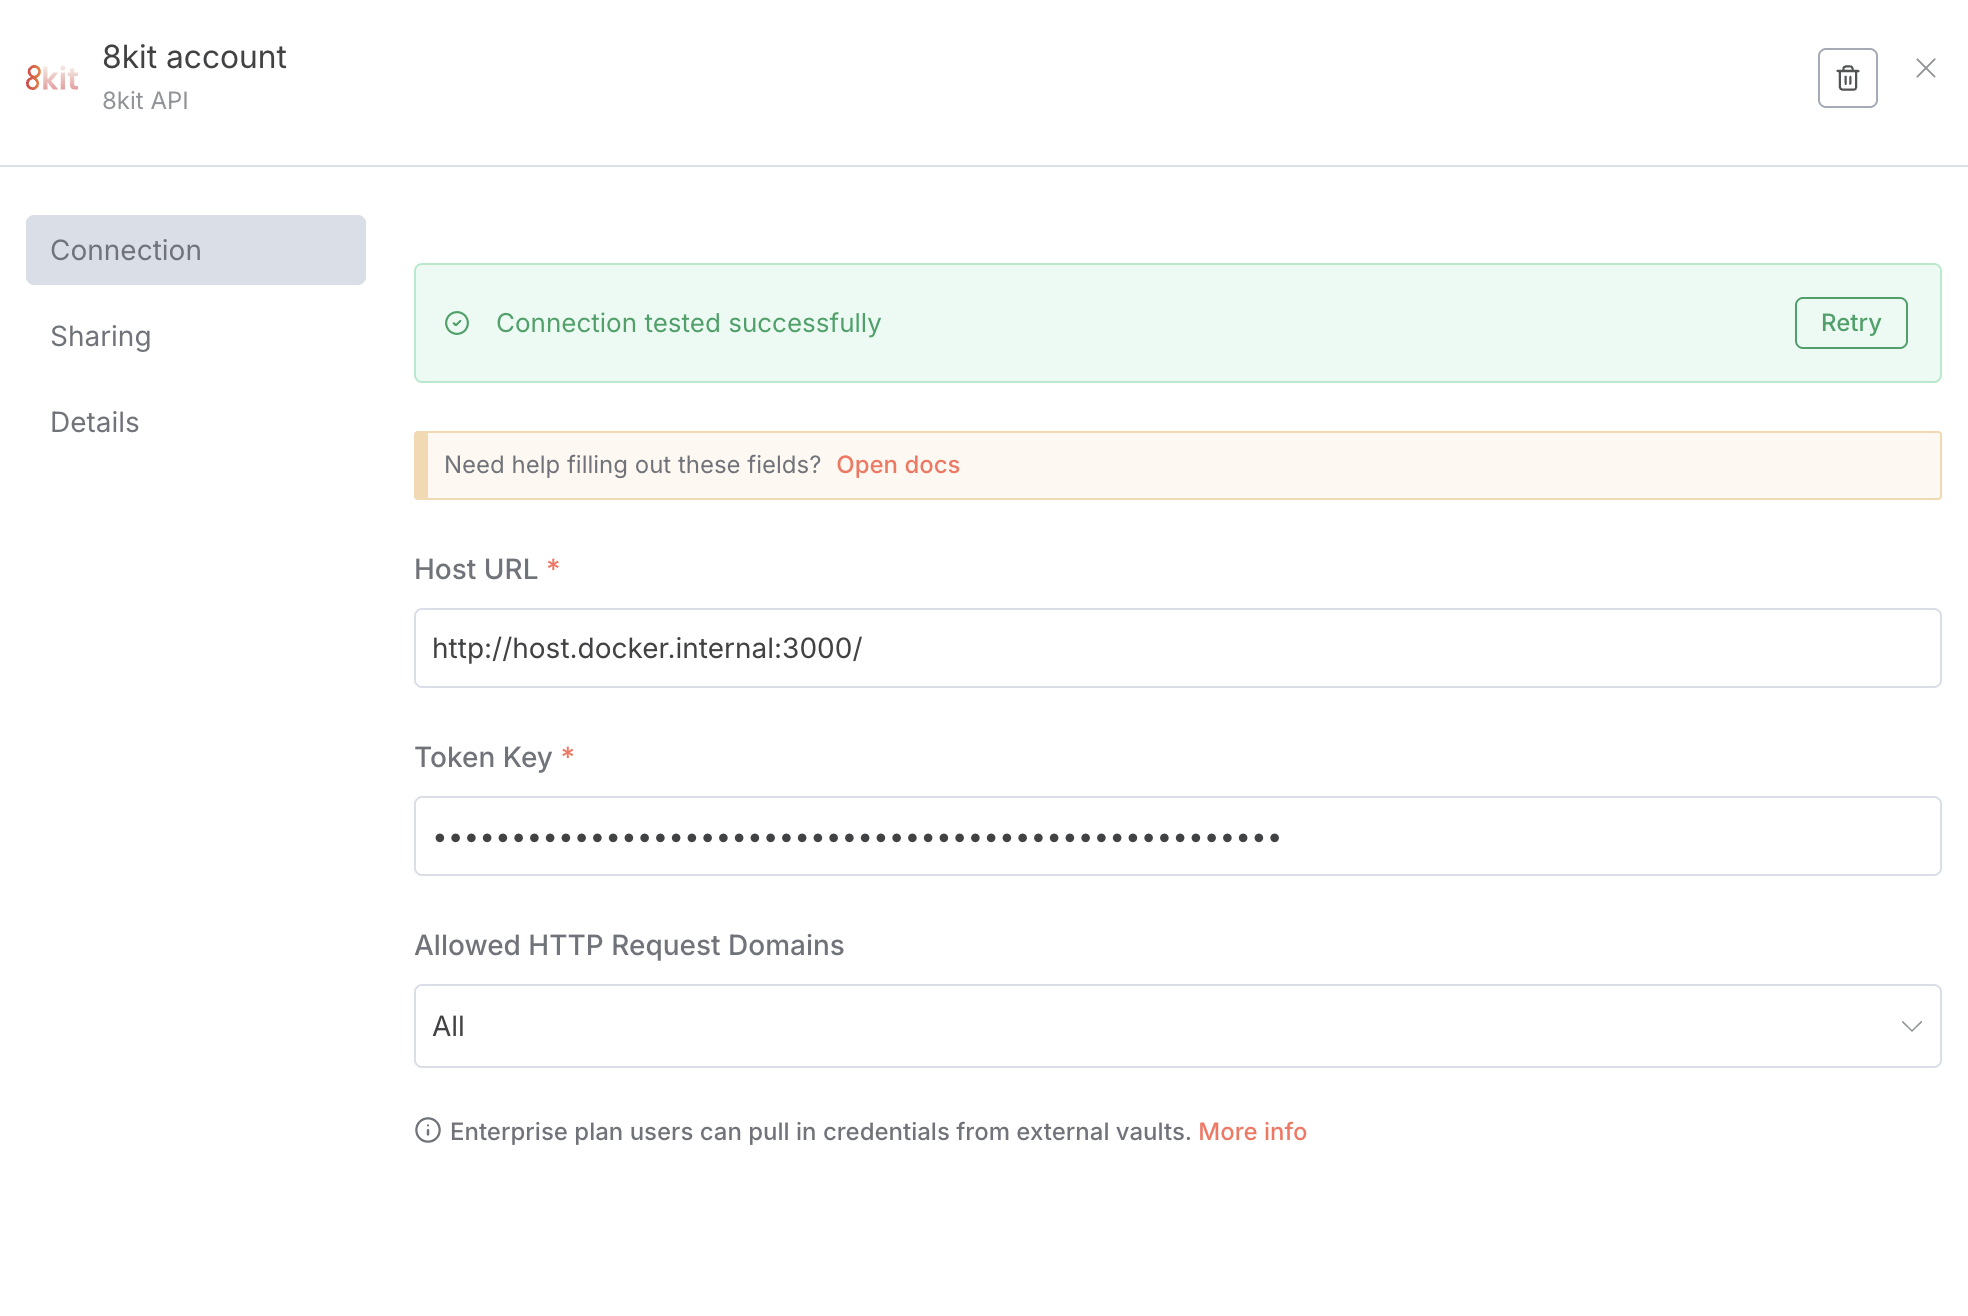 8kit
8kit account
8kit API
Connection
Sharing
Details
Connection tested successfully
Retry
Need help filling out these fields? Open docs
Host URL *
http://host.docker.internal:3000/
Token Key *
••••••••••••••••••••••••••••••••••••••••••••••••••••••
Allowed HTTP Request Domains
All
Enterprise plan users can pull in credentials from external vaults. More info